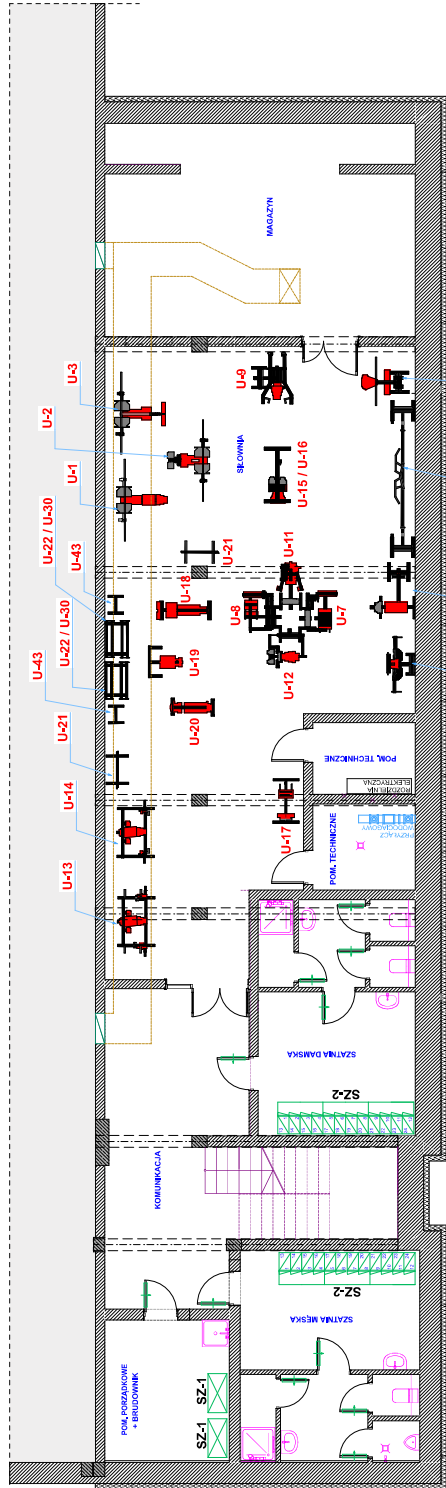 MAGAZYN
U-3
U-2
U-9
SIŁOWNIA
U-1
U-15 / U-16
U-22 / U-30
U-43
U-21
U-11
U-22 / U-30
U-18
U-8
U-7
U-43
U-19
U-12
U-21
U-20
POM. TECHNICZNE
ROZDZIELNIA
ELEKTRYCZNA
U-14
U-17
PRZYŁĄCZ
WODOCIĄGOWY
POM. TECHNICZNE
U-13
SZATNIA DAMSKA
SZ-2
KOMUNIKACJA
SZ-2
SZATNIA MĘSKA
POM. PORZĄDKOWE
+ BRUDOWNIK
SZ-1
SZ-1